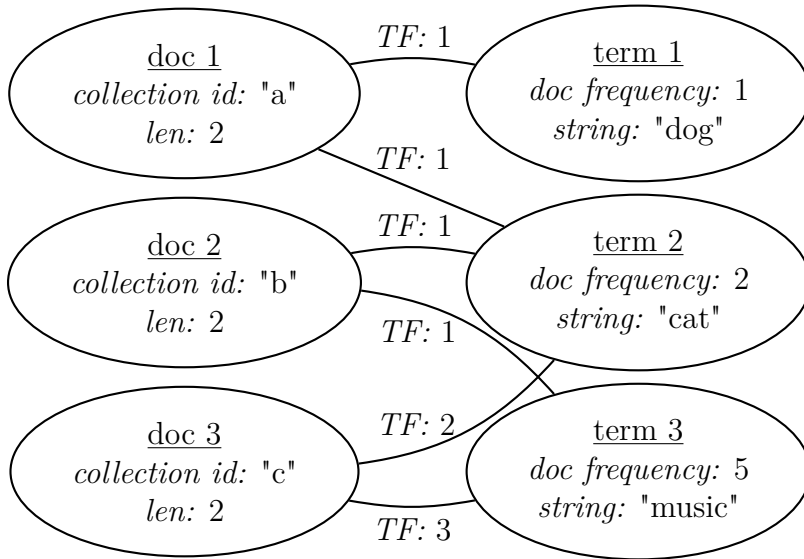 doc 1
collection id: "a"
len: 2
TF: 1
term 1
doc frequency: 1
string: "dog"
TF: 1
doc 2
collection id: "b"
len: 2
TF: 1
term 2
doc frequency: 2
string: "cat"
TF: 1
doc 3
collection id: "c"
len: 2
TF: 2
term 3
doc frequency: 5
string: "music"
TF: 3